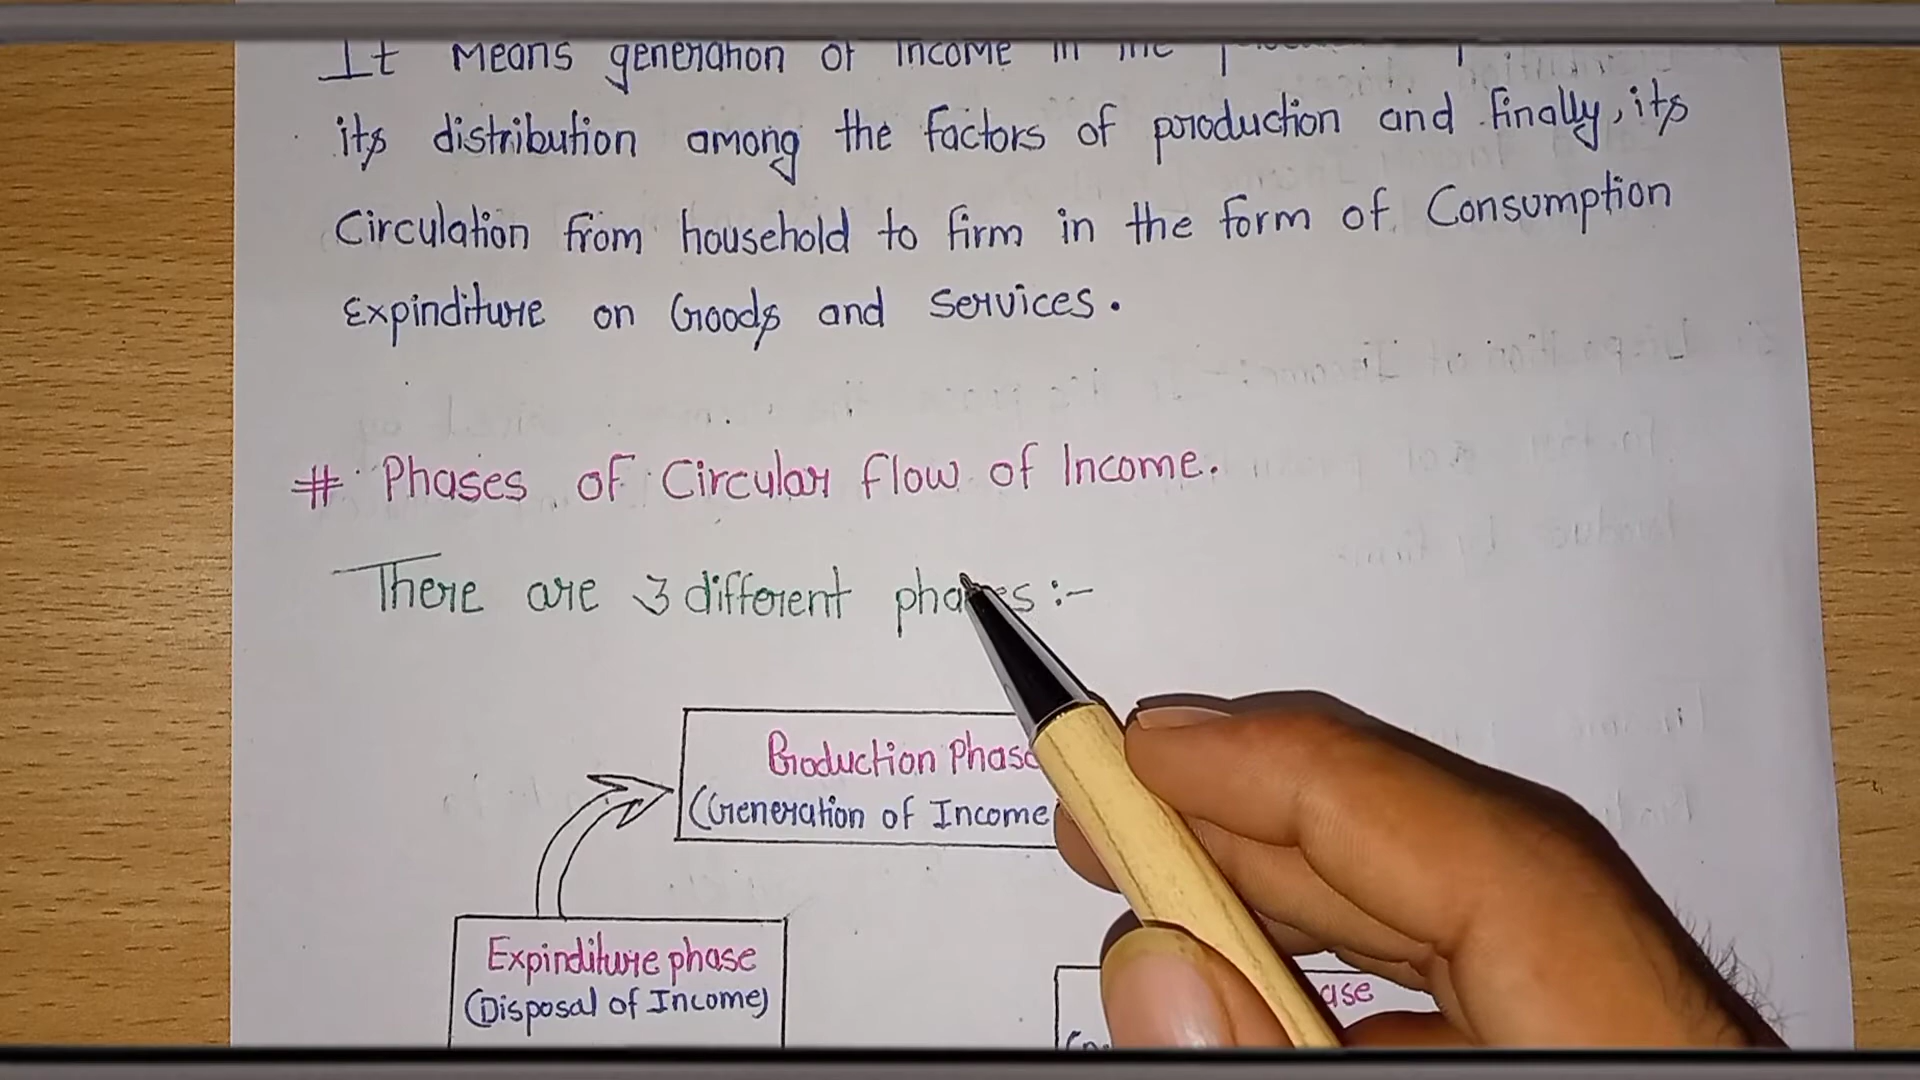 It Means generation of Income in the
its distribution among the factors of production and finally, its
Circulation from household to firm in the form of Consumption
Expinditure on Goods and Services.
# Phases of Circular flow of Income.
There are 3 different phases :-
Production Phase
(Generation of Income
Expinditure phase
(Disposal of Income)